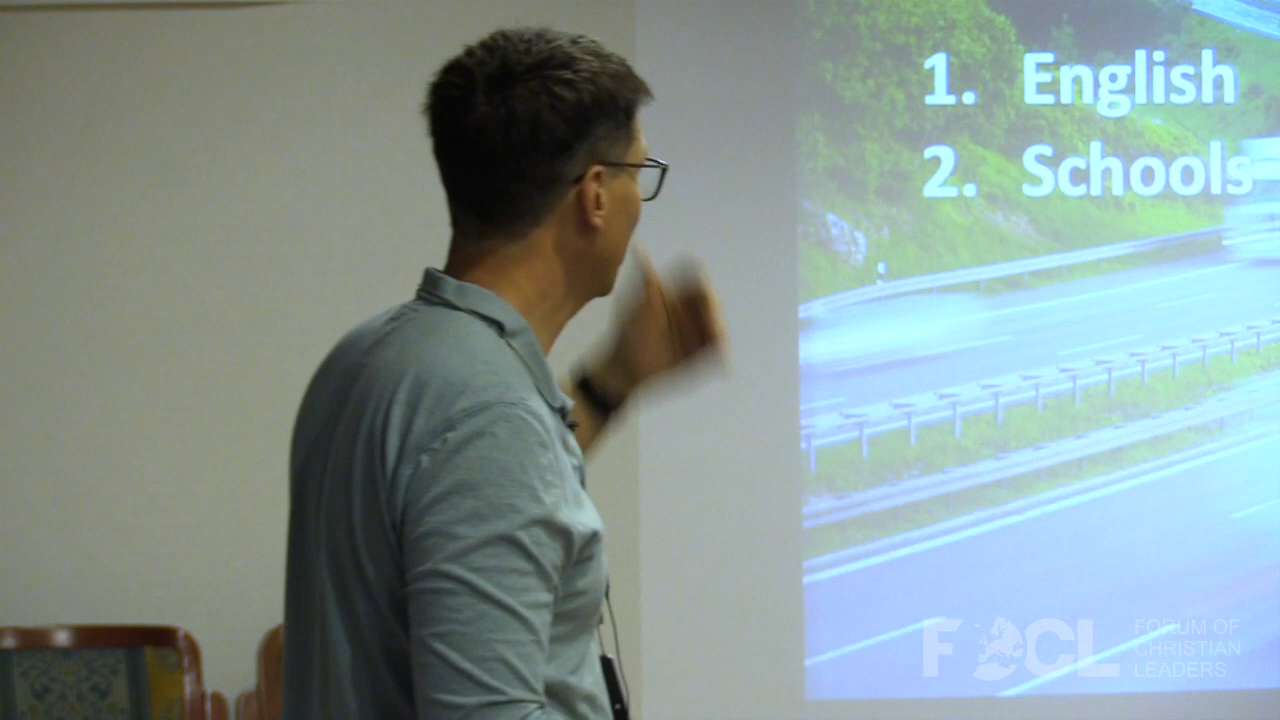 1. English
2. Schools
FOCL
FORUM OF
CHRISTIAN
LEADERS